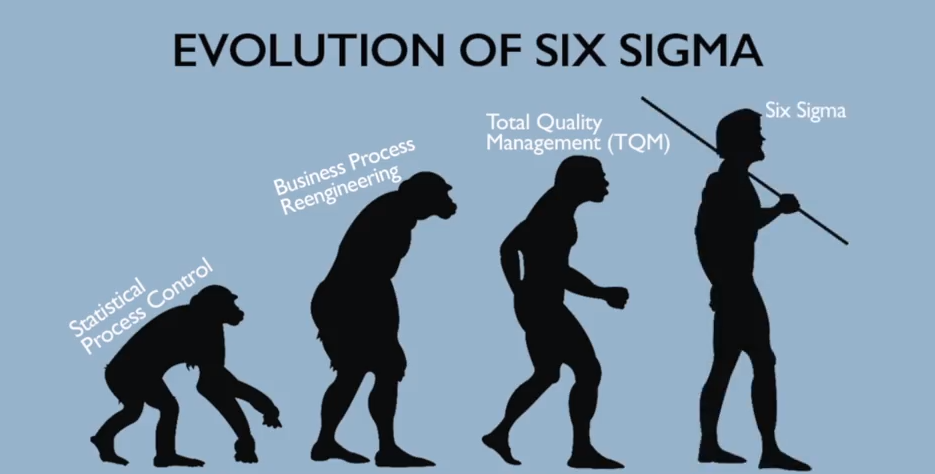 EVOLUTION OF SIX SIGMA
Statistical
Process Control
Business Process
Reengineering
Total Quality
Management (TQM)
Six Sigma